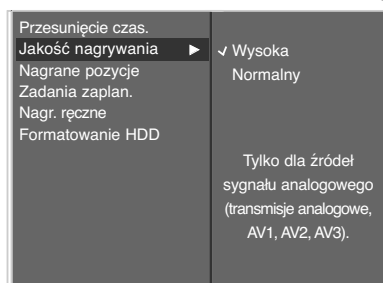 Przesunięcie czas.
Jakość nagrywania
Nagrane pozycje
Zadania zaplan.
Nagr. ręczne
Formatowanie HDD
Wysoka
Normalny
Tylko dla źródeł
sygnału analogowego
(transmisje analogowe,
AV1, AV2, AV3).